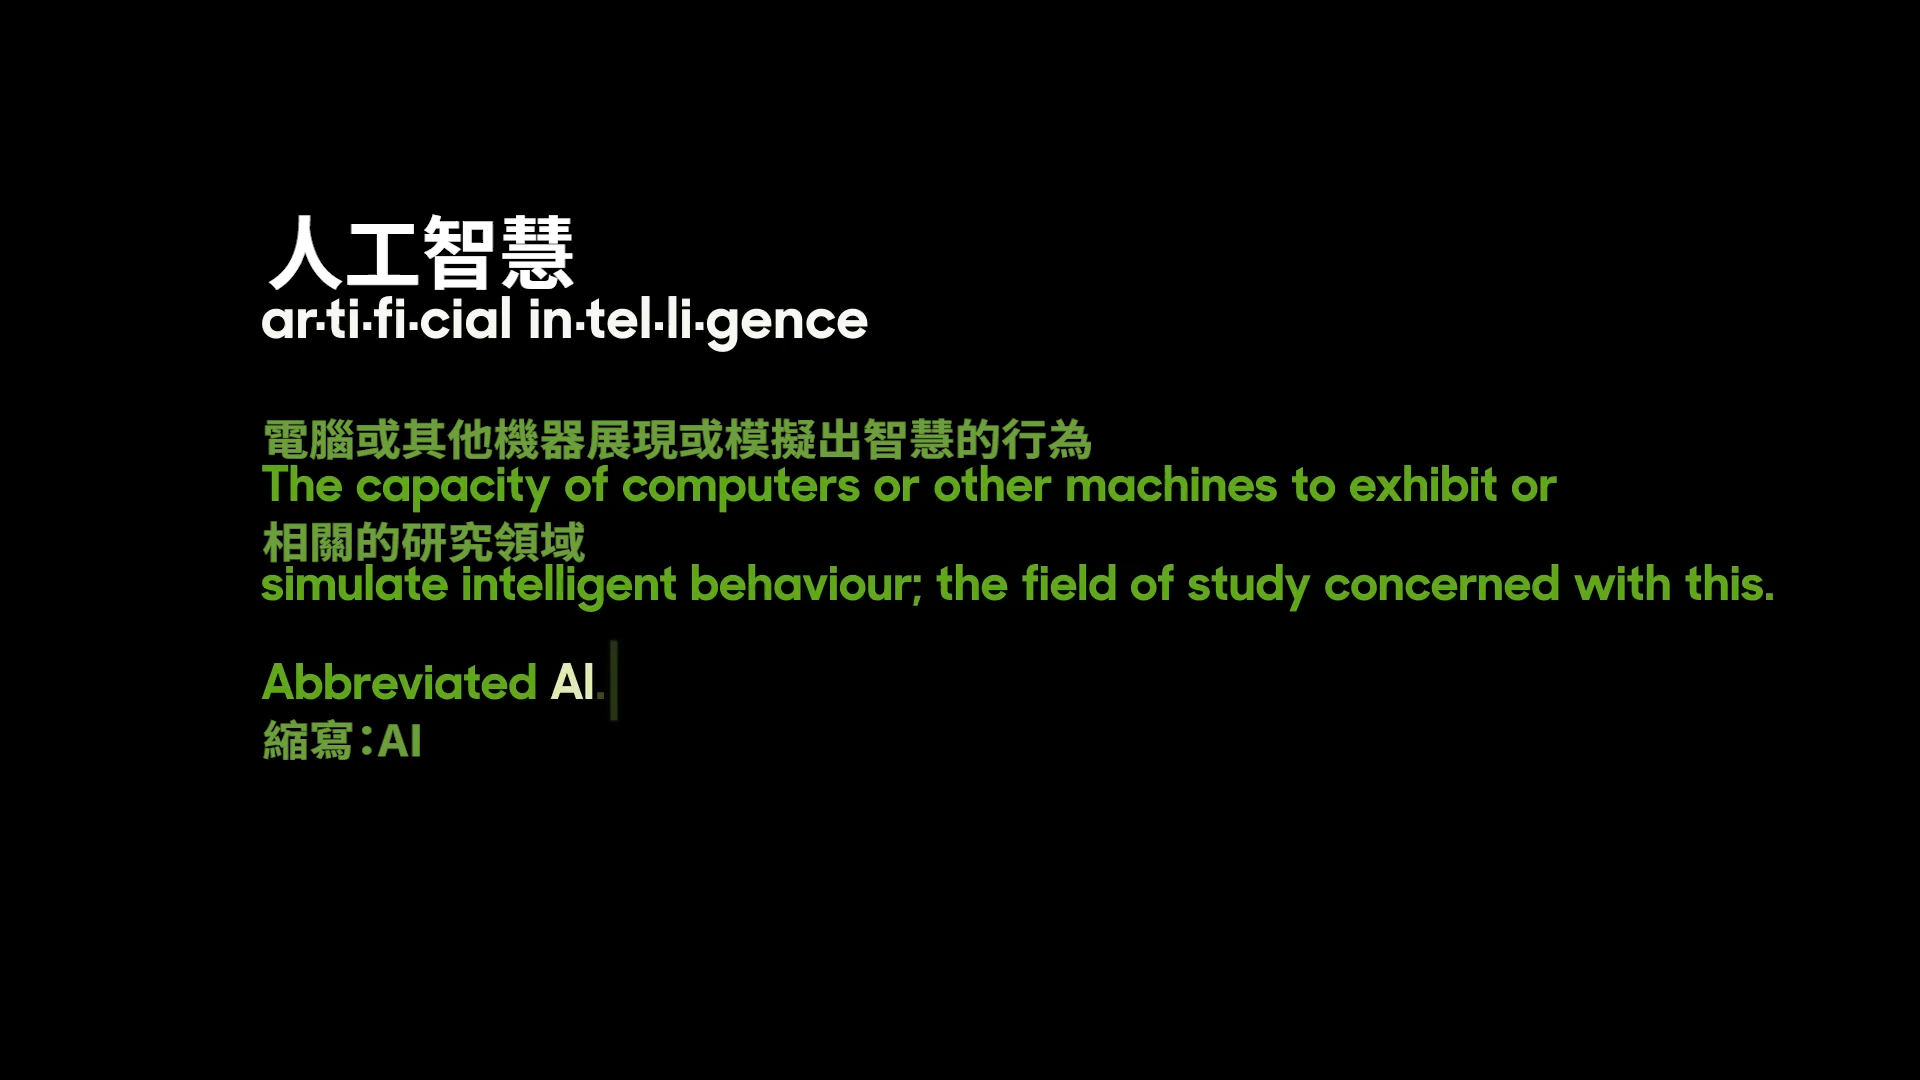 人工智慧
ar·ti·fi·cial in·tel·li·gence
電腦或其他機器展現或模擬出智慧的行為
The capacity of computers or other machines to exhibit or
相關的研究領域
simulate intelligent behaviour; the field of study concerned with this.
Abbreviated AI.
縮寫：AI